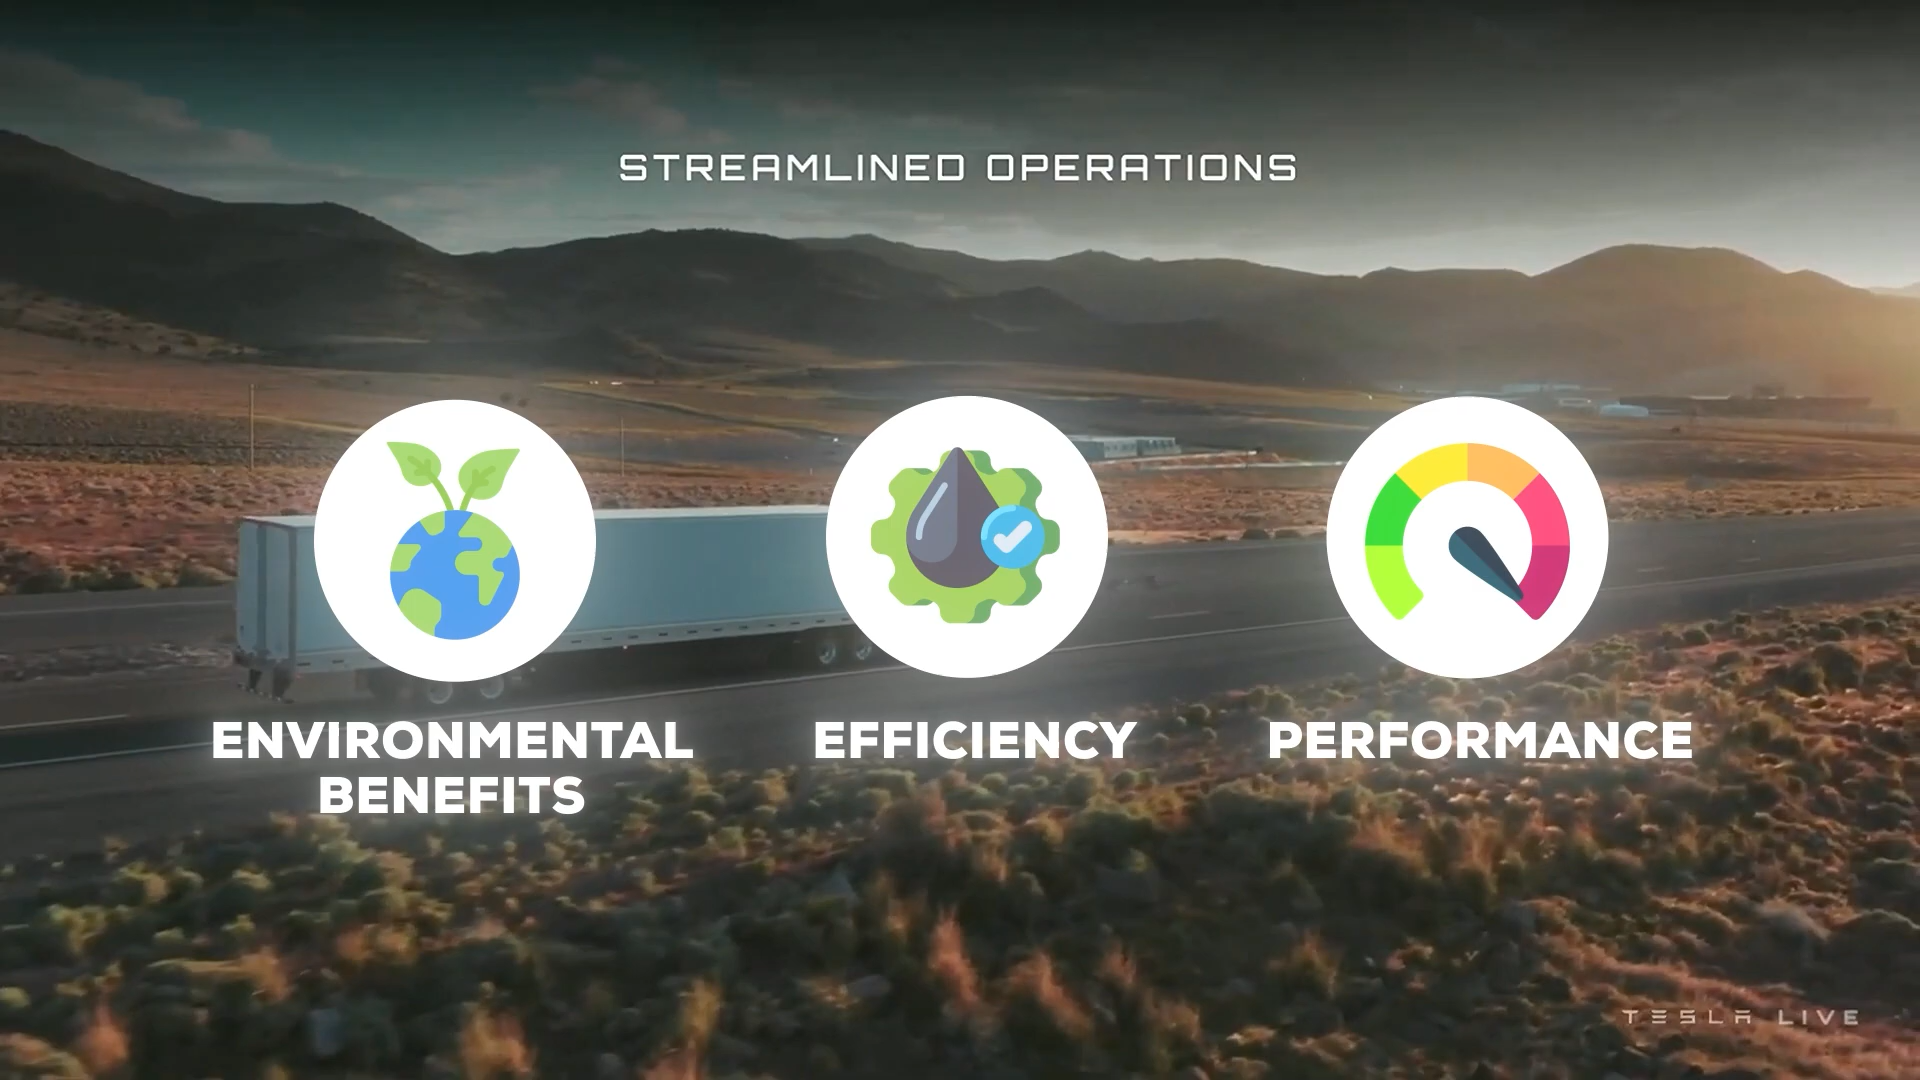 STREAMLINED OPERATIONS
ENVIRONMENTAL
BENEFITS
EFFICIENCY
PERFORMANCE
TESLA LIVE